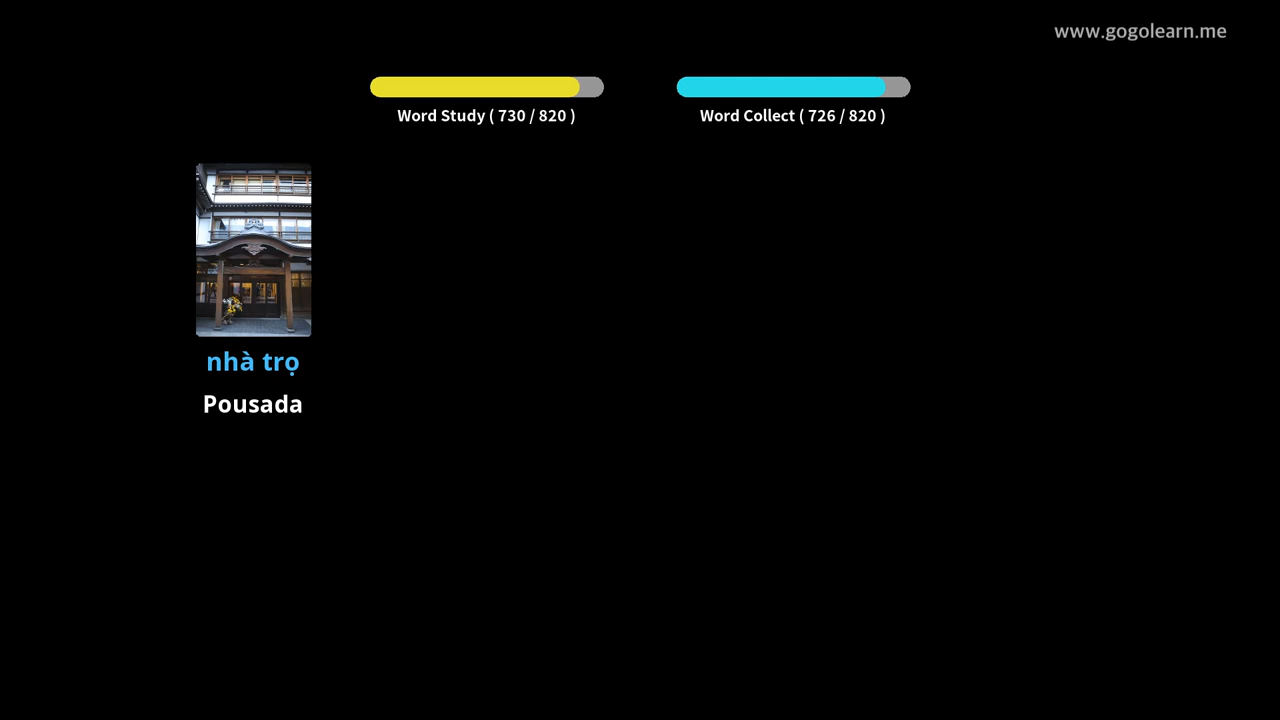 www.gogolearn.me
Word Study ( 730 / 820 )
Word Collect ( 726 / 820 )
nhà trọ
Pousada